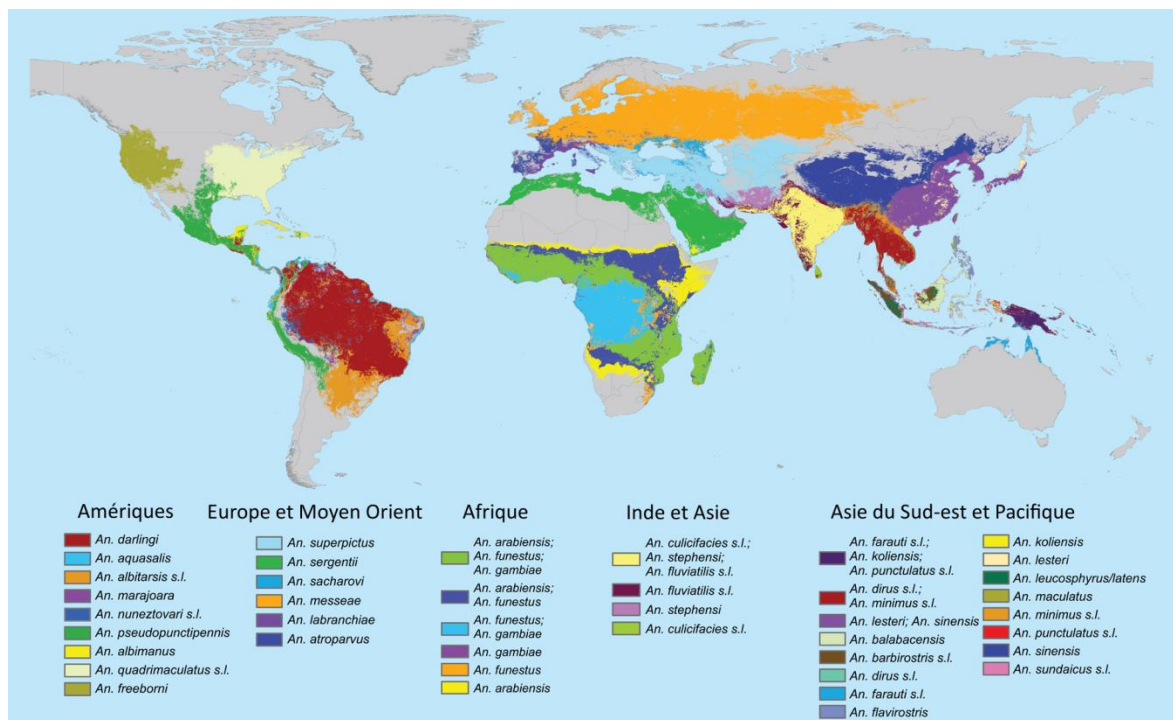 Amériques
An. darlingi
An. aquasalis
An. albitarsis s.l.
An. marajoara
An. nuneztovari s.l.
An. pseudopunctipennis
An. albimanus
An. quadrimaculatus s.l.
An. freeborni
Europe et Moyen Orient
An. superpictus
An. sergentii
An. sacharovi
An. messeae
An. labranchiae
An. atroparvus
Afrique
An. arabiensis;
An. funestus;
An. gambiae
An. arabiensis;
An. funestus
An. funestus;
An. gambiae
An. gambiae
An. funestus
An. arabiensis
Inde et Asie
An. culicifacies s.l.;
An. stephensi;
An. fluviatilis s.l.
An. fluviatilis s.l.
An. stephensi
An. culicifacies s.l.
Asie du Sud-est et Pacifique
An. farauti s.l.;
An. koliensis;
An. punctulatus s.l.
An. dirus s.l.;
An. minimus s.l.
An. lesteri; An. sinensis
An. balabacensis
An. barbirostris s.l.
An. dirus s.l.
An. farauti s.l.
An. flavirostris
An. koliensis
An. lesteri
An. leucosphyrus/latens
An. maculatus
An. minimus s.l.
An. punctulatus s.l.
An. sinensis
An. sundaicus s.l.